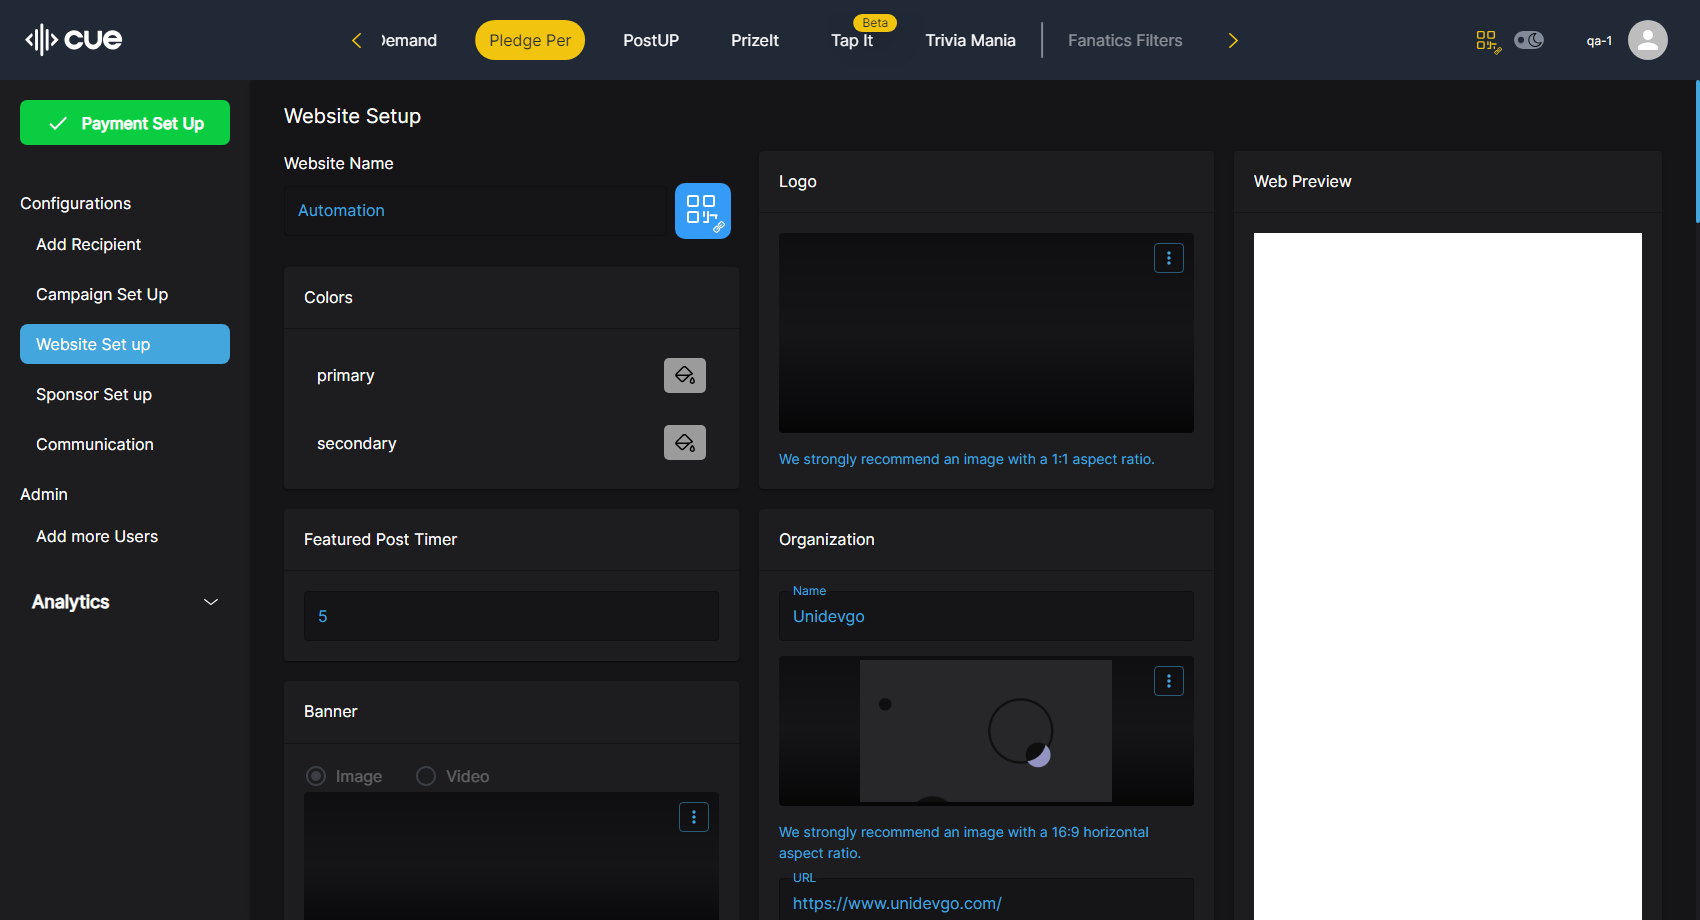 cue
Demand
Pledge Per
PostUP
PrizeIt
Beta
Tap It
Trivia Mania
Fanatics Filters
qa-1
Payment Set Up
Configurations
Add Recipient
Campaign Set Up
Website Set up
Sponsor Set up
Communication
Admin
Add more Users
Analytics
Website Setup
Website Name
Automation
Colors
primary
secondary
Featured Post Timer
5
Banner
Image
Video
Logo
We strongly recommend an image with a 1:1 aspect ratio.
Organization
Name
Unidevgo
We strongly recommend an image with a 16:9 horizontal
aspect ratio.
URL
https://www.unidevgo.com/
Web Preview